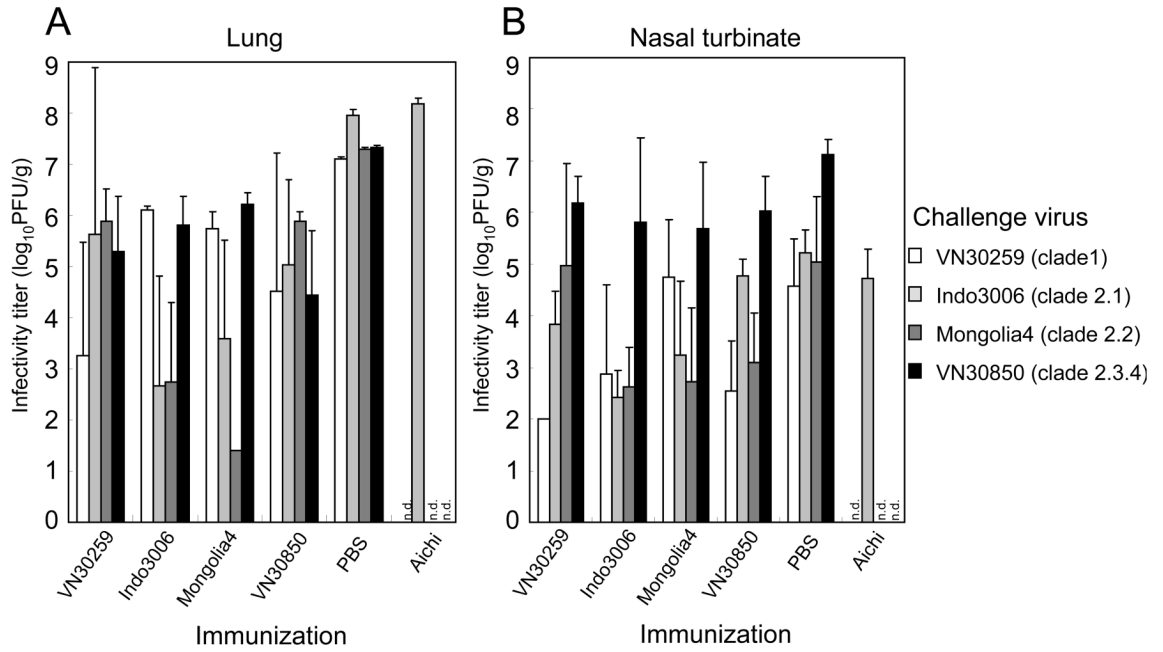 A
Lung
Infectivity titer (log10PFU/g)
9
8
7
6
5
4
3
2
1
0
n.d.
n.d.
n.d.
VN30259
Indo3006
Mongolia4
VN30850
PBS
Aichi
Immunization
B
Nasal turbinate
Infectivity titer (log10PFU/g)
9
8
7
6
5
4
3
2
1
0
n.d.
n.d.
n.d.
VN30259
Indo3006
Mongolia4
VN30850
PBS
Aichi
Immunization
Challenge virus
VN30259 (clade1)
Indo3006 (clade 2.1)
Mongolia4 (clade 2.2)
VN30850 (clade 2.3.4)